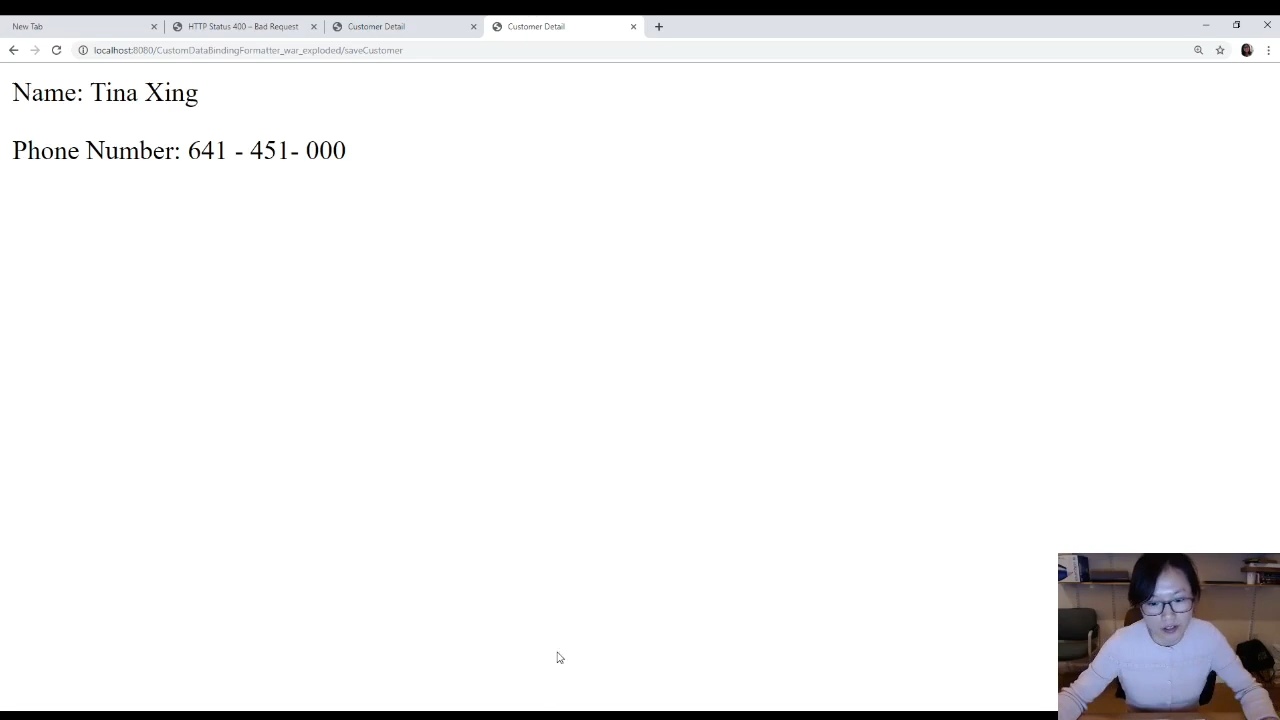 New Tab
HTTP Status 400 – Bad Request
Customer Detail
Customer Detail
localhost:8080/CustomDataBindingFormatter_war_exploded/saveCustomer
Name: Tina Xing
Phone Number: 641 - 451- 000